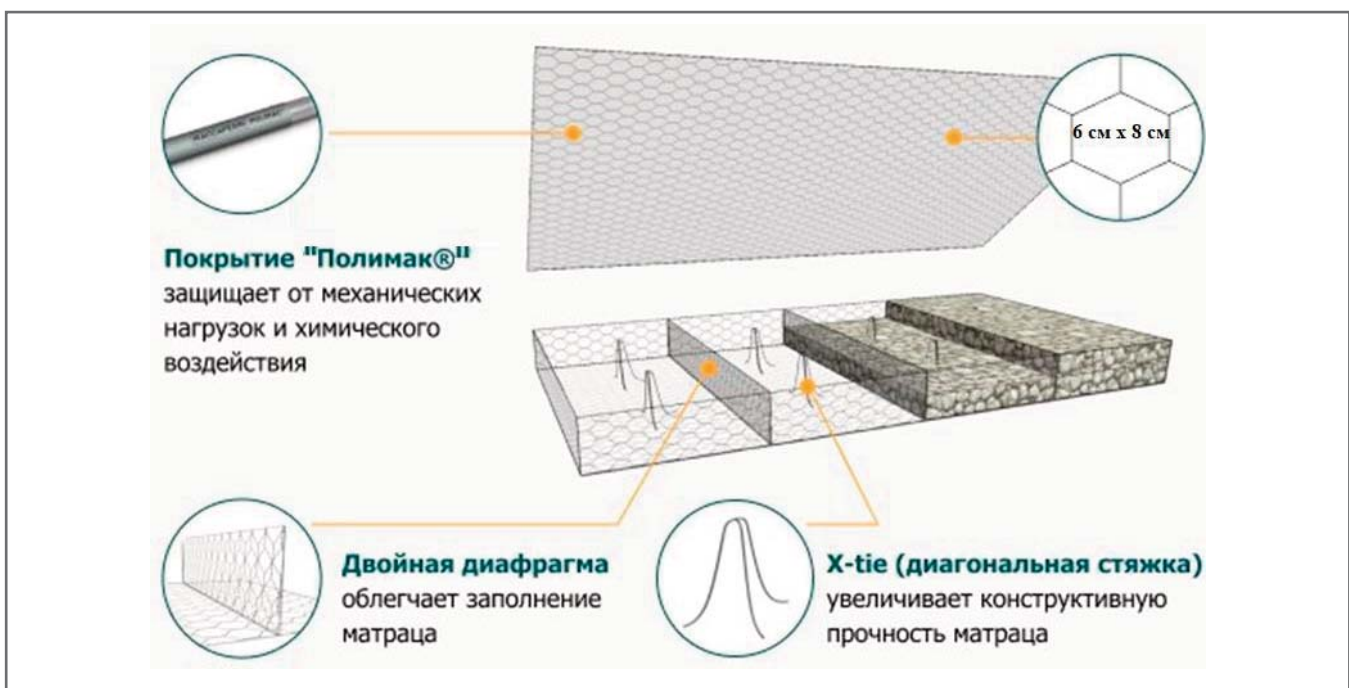 6 см х 8 см
Покрытие "Полимак®"
защищает от механических
нагрузок и химического
воздействия
Двойная диафрагма
облегчает заполнение
матраца
X-tie (диагональная стяжка)
увеличивает конструктивную
прочность матраца